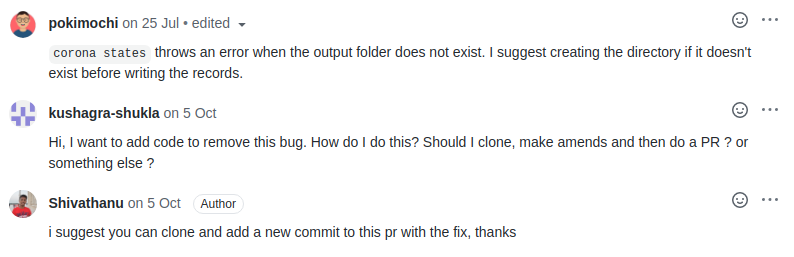 pokimochi on 25 Jul • edited
corona states throws an error when the output folder does not exist. I suggest creating the directory if it doesn't
exist before writing the records.
kushagra-shukla on 5 Oct
Hi, I want to add code to remove this bug. How do I do this? Should I clone, make amends and then do a PR ? or
something else ?
Shivathanu on 5 Oct Author
i suggest you can clone and add a new commit to this pr with the fix, thanks